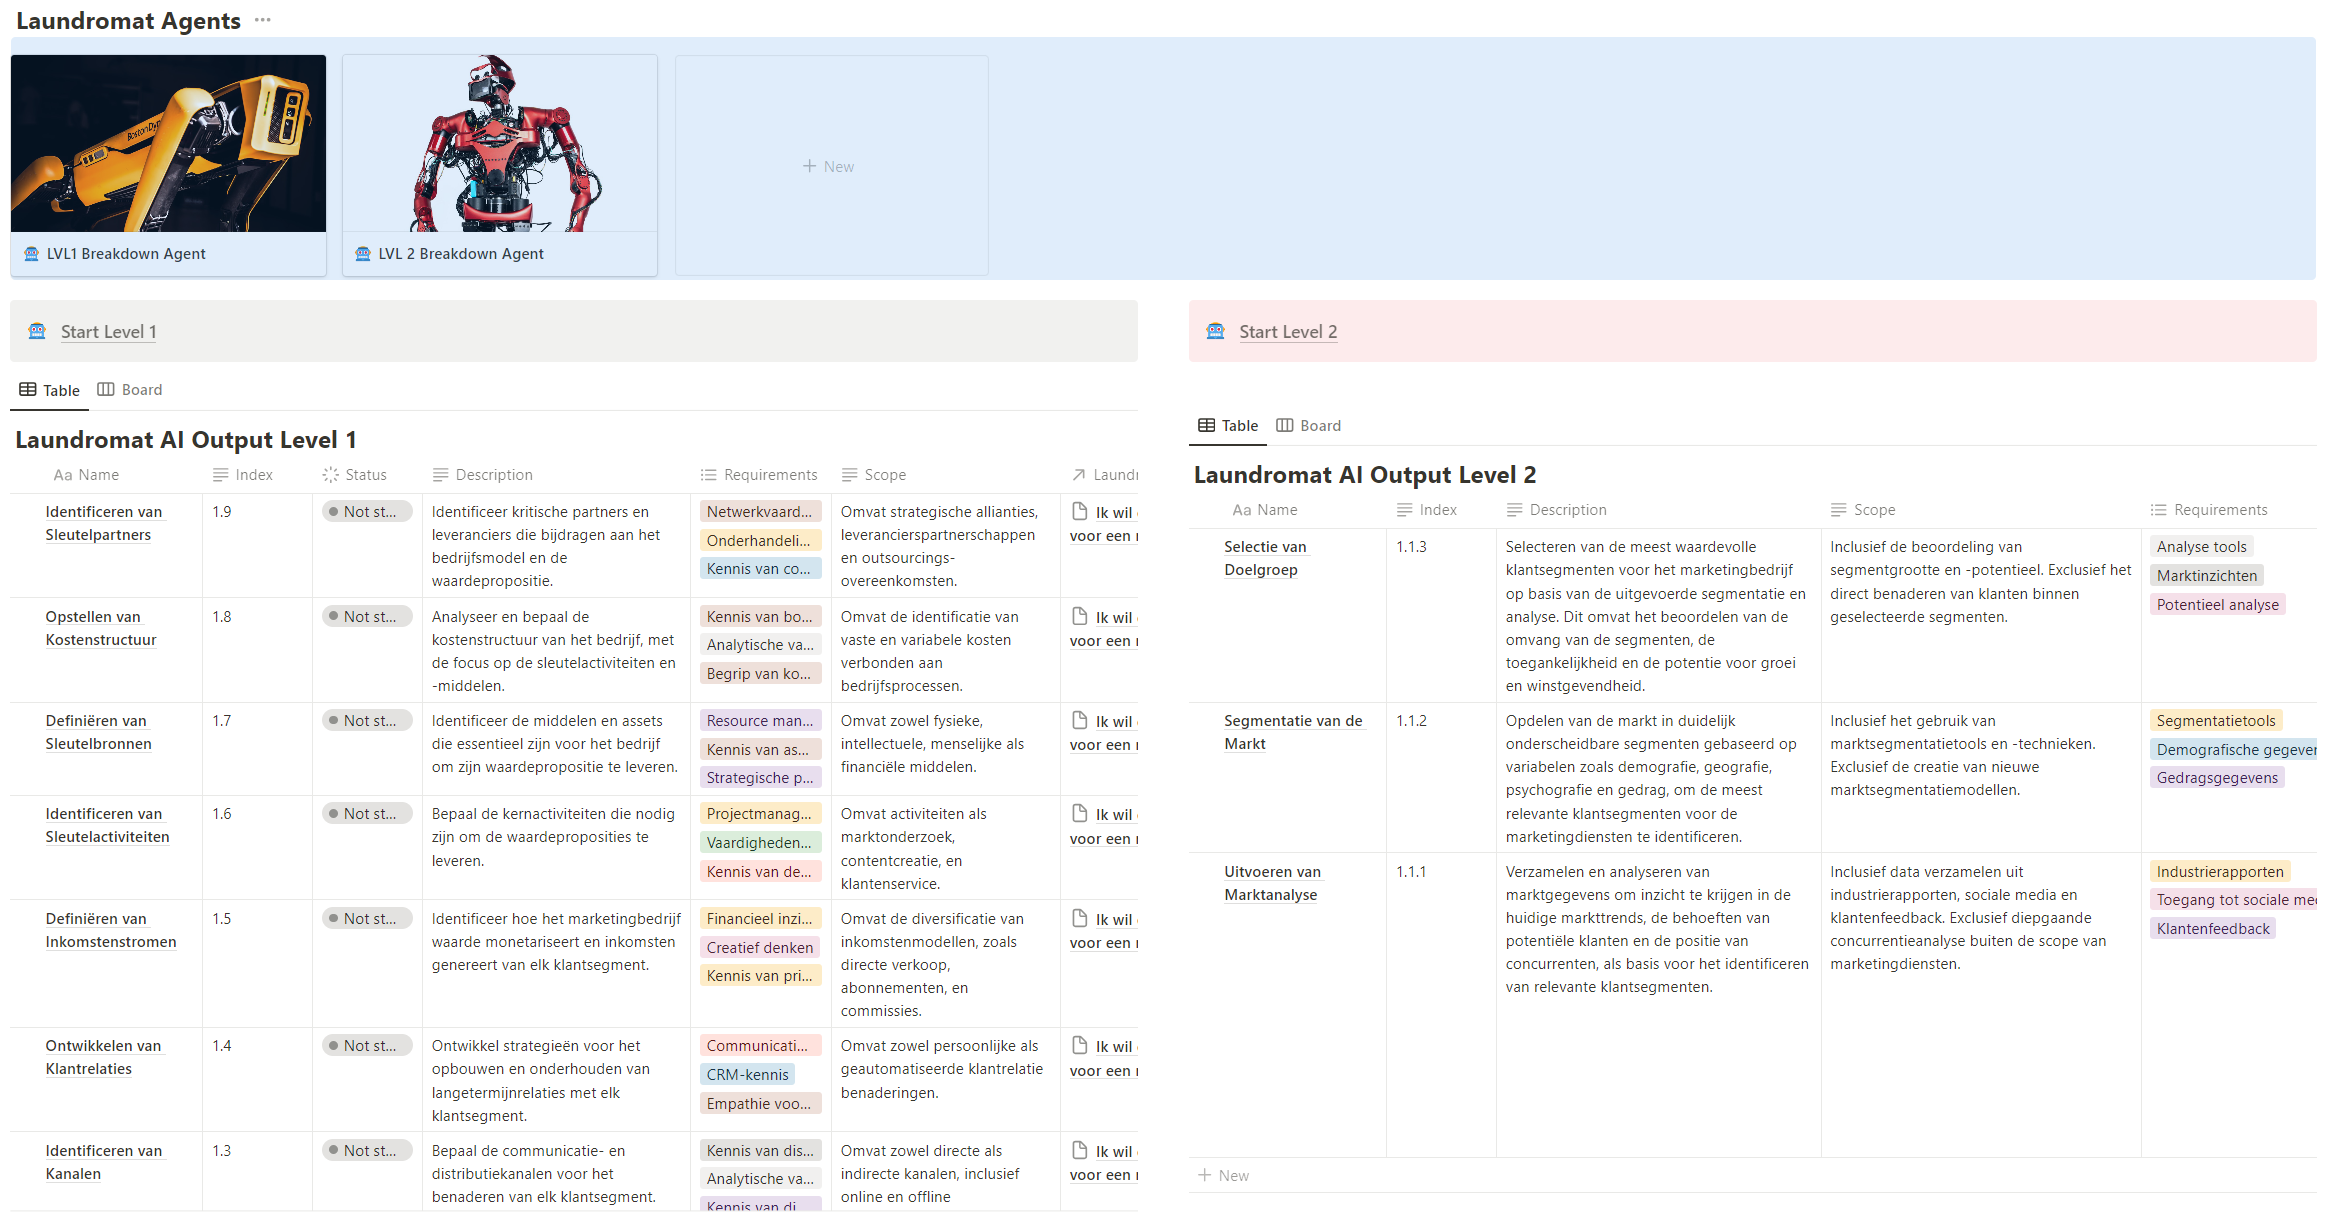 Laundromat Agents
BostonDy
New
LVL1 Breakdown Agent
LVL 2 Breakdown Agent
Start Level 1
Table
Board
Laundromat AI Output Level 1
Name Index Status Description Requirements Scope
Identificeren van
Sleutelpartners
1.9
Not st...
Identificeer kritische partners en
leveranciers die bijdragen aan het
bedrijfsmodel en de
waardepropositie.
Netwerkvaard...
Onderhandeli...
Kennis van co...
Omvat strategische allianties,
leverancierspartnerschappen
en outsourcings-
overeenkomsten.
Ik wil
voor een
Opstellen van
Kostenstructuur
1.8
Not st...
Analyseer en bepaal de
kostenstructuur van het bedrijf, met
de focus op de sleutelactiviteiten en
-middelen.
Kennis van bo...
Analytische va...
Begrip van ko...
Omvat de identificatie van
vaste en variabele kosten
verbonden aan
bedrijfsprocessen.
Ik wil
voor een
Definiëren van
Sleutelbronnen
1.7
Not st...
Identificeer de middelen en assets
die essentieel zijn voor het bedrijf
om zijn waardepropositie te leveren.
Resource man...
Kennis van as...
Strategische p...
Omvat zowel fysieke,
intellectuele, menselijke als
financiële middelen.
Ik wil
voor een
Identificeren van
Sleutelactiviteiten
1.6
Not st...
Bepaal de kernactiviteiten die nodig
zijn om de waardeproposities te
leveren.
Projectmanag...
Vaardigheden...
Kennis van de...
Omvat activiteiten als
marktonderzoek,
contentcreatie, en
klantenservice.
Ik wil
voor een
Definiëren van
Inkomstenstromen
1.5
Not st...
Identificeer hoe het marketingbedrijf
waarde monetariseert en inkomsten
genereert van elk klantsegment.
Financieel inzi...
Creatief denken
Kennis van pri...
Omvat de diversificatie van
inkomstenmodellen, zoals
directe verkoop,
abonnementen, en
commissies.
Ik wil
voor een
Ontwikkelen van
Klantrelaties
1.4
Not st...
Ontwikkel strategieën voor het
opbouwen en onderhouden van
langetermijnrelaties met elk
klantsegment.
Communicati...
CRM-kennis
Empathie voo...
Omvat zowel persoonlijke als
geautomatiseerde klantrelatie
benaderingen.
Ik wil
voor een
Identificeren van
Kanalen
1.3
Not st...
Bepaal de communicatie- en
distributiekanalen voor het
benaderen van elk klantsegment.
Kennis van dis...
Analytische va...
Kennis van di...
Omvat zowel directe als
indirecte kanalen, inclusief
online en offline
Ik wil
voor een
Start Level 2
Table
Board
Laundromat AI Output Level 2
Name Index Description Scope Requirements
Selectie van
Doelgroep
1.1.3
Selecteren van de meest waardevolle
klantsegmenten voor het marketingbedrijf
op basis van de uitgevoerde segmentatie en
analyse. Dit omvat het beoordelen van de
omvang van de segmenten, de
toegankelijkheid en de potentie voor groei
en winstgevendheid.
Inclusief de beoordeling van
segmentgrootte en -potentieel. Exclusief het
direct benaderen van klanten binnen
geselecteerde segmenten.
Analyse tools
Marktinzichten
Potentieel analyse
Segmentatie van de
Markt
1.1.2
Opdelen van de markt in duidelijk
onderscheidbare segmenten gebaseerd op
variabelen zoals demografie, geografie,
psychografie en gedrag, om de meest
relevante klantsegmenten voor de
marketingdiensten te identificeren.
Inclusief het gebruik van
marktsegmentatietools en -technieken.
Exclusief de creatie van nieuwe
marktsegmentatiemodellen.
Segmentatietools
Demografische
Gedragsgegevens
Uitvoeren van
Marktanalyse
1.1.1
Verzamelen en analyseren van
marktgegevens om inzicht te krijgen in de
huidige markttrends, de behoeften van
potentiële klanten en de positie van
concurrenten, als basis voor het identificeren
van relevante klantsegmenten.
Inclusief data verzamelen uit
industrierapporten, sociale media en
klantenfeedback. Exclusief diepgaande
concurrentieanalyse buiten de scope van
marketingdiensten.
Industrierapporten
Toegang tot sociale
Klantenfeedback
New